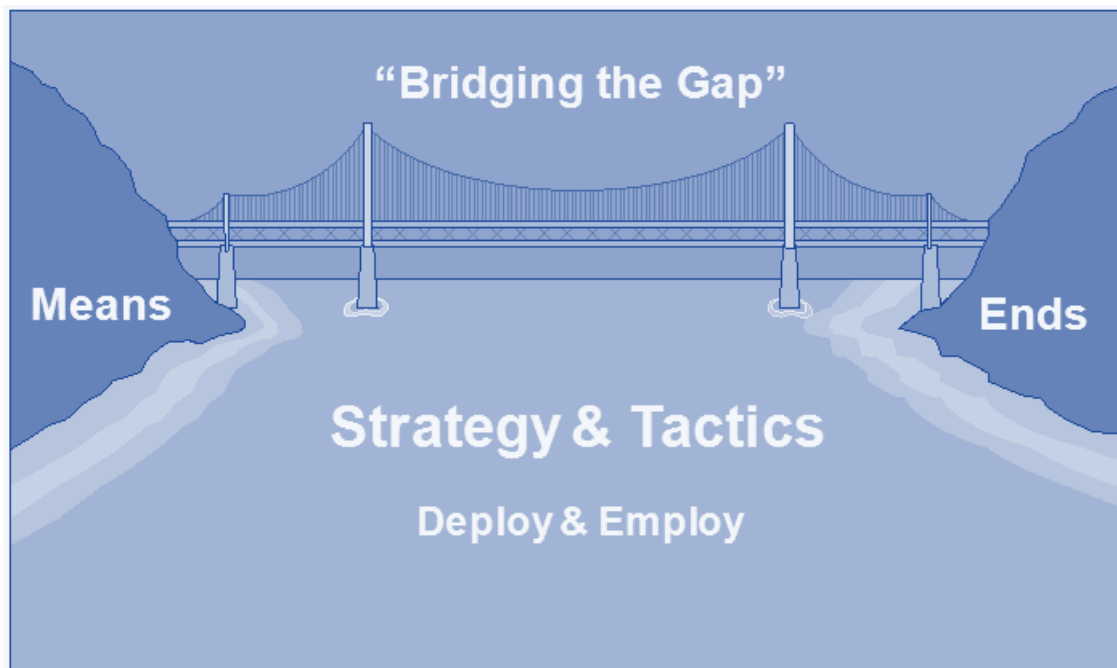 “Bridging the Gap”
Means
Ends
Strategy & Tactics
Deploy & Employ